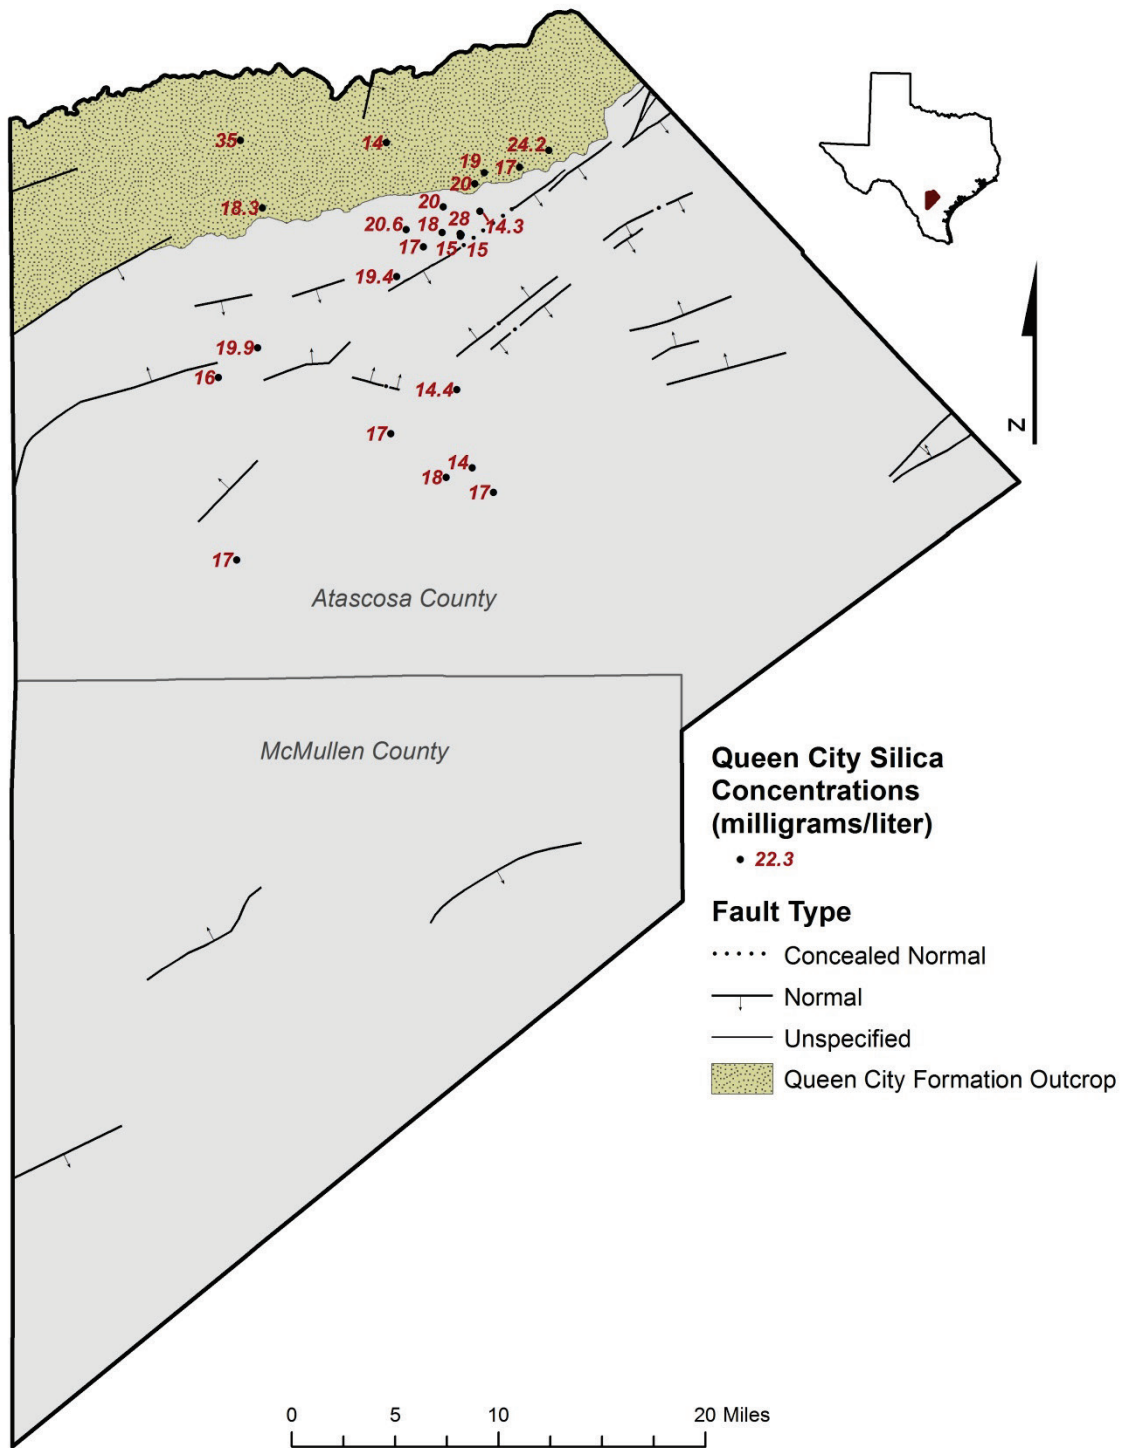 35
14
24.2
19
17
20
18.3
20
28
14.3
20.6
18
17
15
15
19.4
19.9
16
14.4
17
14
18
17
17
N
Atascosa County
McMullen County
Queen City Silica
Concentrations
(milligrams/liter)
22.3
Fault Type
Concealed Normal
Normal
Unspecified
Queen City Formation Outcrop
0 5 10 20 Miles